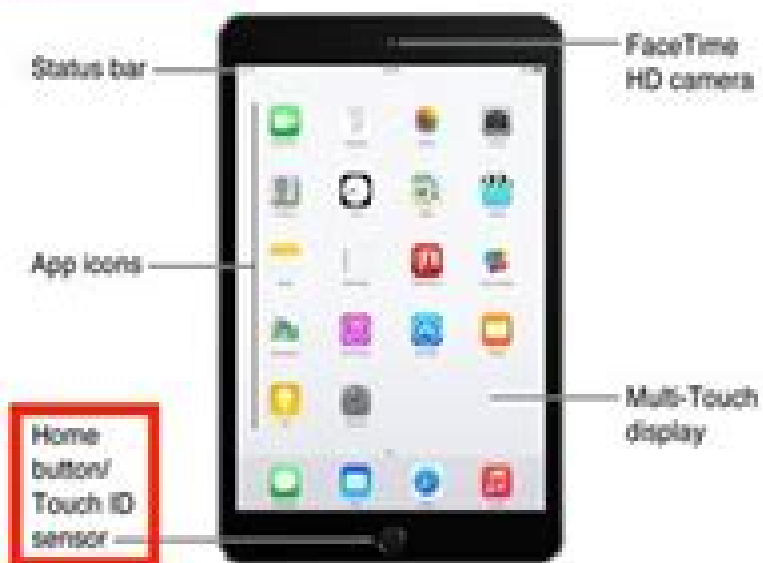 Status bar
FaceTime
HD camera
App icons
Multi-Touch
display
Home
button/
Touch ID
sensor